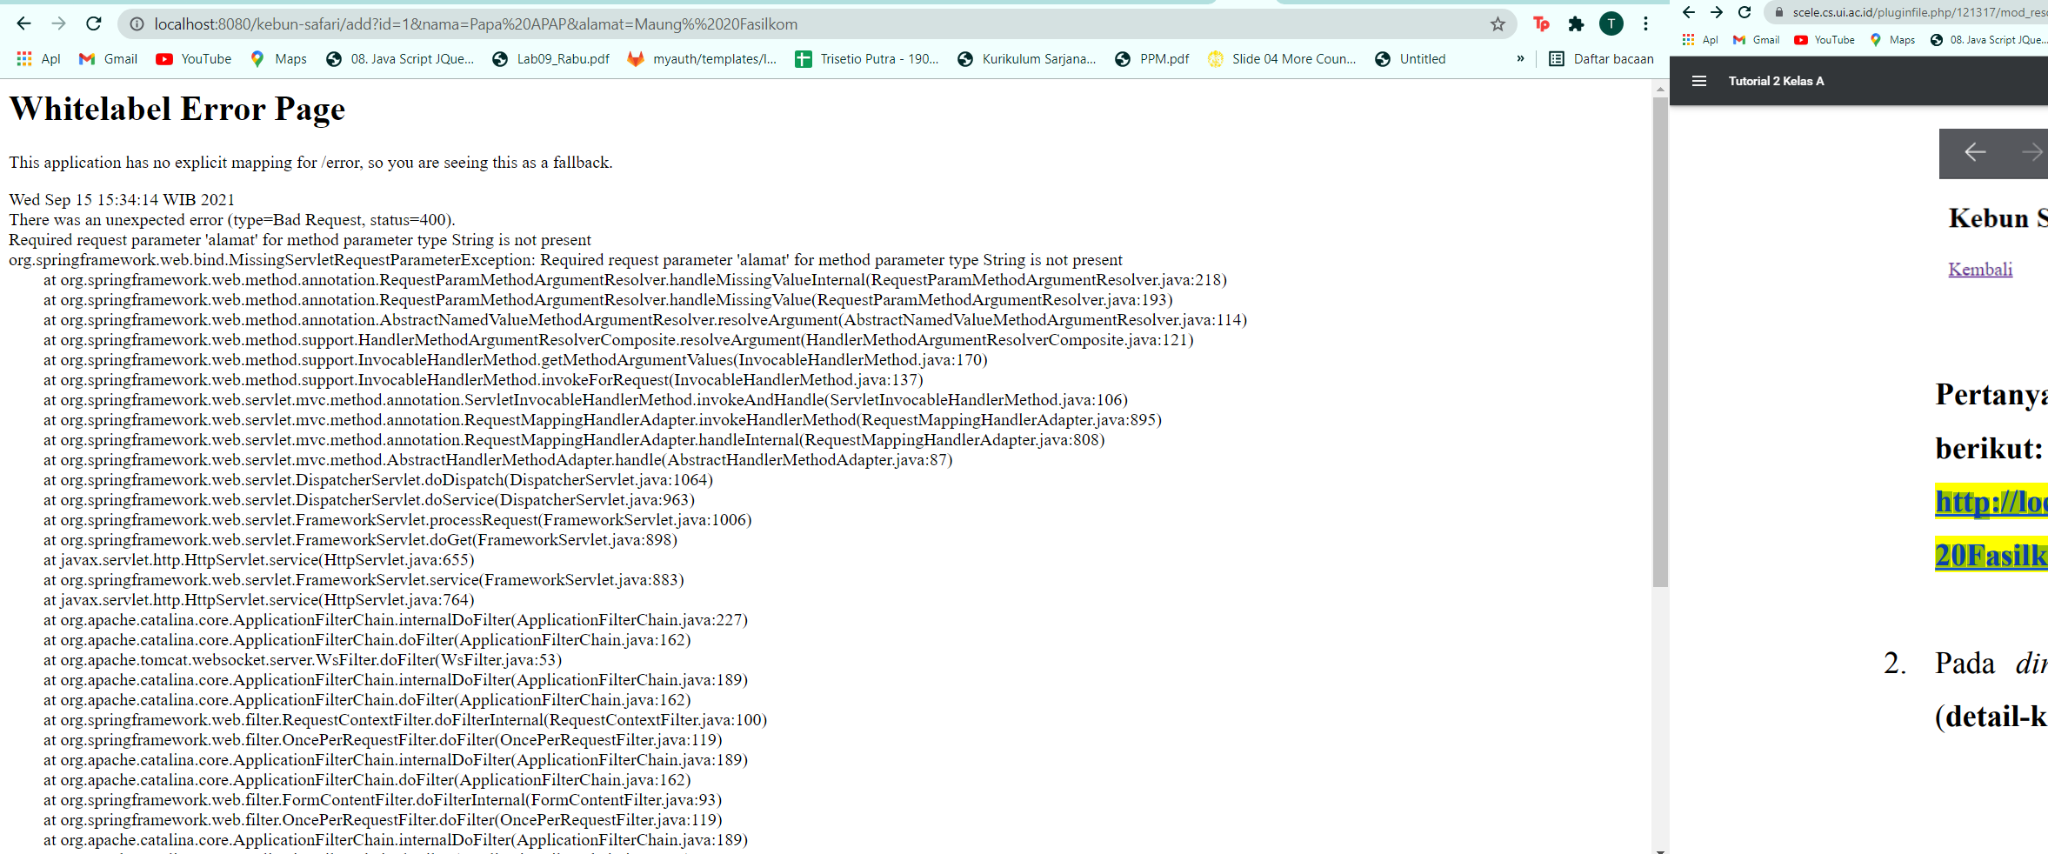 localhost:8080/kebun-safari/add?id=1&nama=Papa%20APAP&alamat=Maung%%2020Fasilkom
Tp
T
Apl
Gmail
YouTube
Maps
08. Java Script JQue...
Lab09_Rabu.pdf
myauth/templates/l...
Trisetio Putra - 190...
Kurikulum Sarjana...
PPM.pdf
Slide 04 More Coun...
Untitled
»
Daftar bacaan
Whitelabel Error Page
This application has no explicit mapping for /error, so you are seeing this as a fallback.
Wed Sep 15 15:34:14 WIB 2021
There was an unexpected error (type=Bad Request, status=400).
Required request parameter 'alamat' for method parameter type String is not present
org.springframework.web.bind.MissingServletRequestParameterException: Required request parameter 'alamat' for method parameter type String is not present
at org.springframework.web.method.annotation.RequestParamMethodArgumentResolver.handleMissingValueInternal(RequestParamMethodArgumentResolver.java:218)
at org.springframework.web.method.annotation.RequestParamMethodArgumentResolver.handleMissingValue(RequestParamMethodArgumentResolver.java:193)
at org.springframework.web.method.annotation.AbstractNamedValueMethodArgumentResolver.resolveArgument(AbstractNamedValueMethodArgumentResolver.java:114)
at org.springframework.web.method.support.HandlerMethodArgumentResolverComposite.resolveArgument(HandlerMethodArgumentResolverComposite.java:121)
at org.springframework.web.method.support.InvocableHandlerMethod.getMethodArgumentValues(InvocableHandlerMethod.java:170)
at org.springframework.web.method.support.InvocableHandlerMethod.invokeForRequest(InvocableHandlerMethod.java:137)
at org.springframework.web.servlet.mvc.method.annotation.ServletInvocableHandlerMethod.invokeAndHandle(ServletInvocableHandlerMethod.java:106)
at org.springframework.web.servlet.mvc.method.annotation.RequestMappingHandlerAdapter.invokeHandlerMethod(RequestMappingHandlerAdapter.java:895)
at org.springframework.web.servlet.mvc.method.annotation.RequestMappingHandlerAdapter.handleInternal(RequestMappingHandlerAdapter.java:808)
at org.springframework.web.servlet.mvc.method.AbstractHandlerMethodAdapter.handle(AbstractHandlerMethodAdapter.java:87)
at org.springframework.web.servlet.DispatcherServlet.doDispatch(DispatcherServlet.java:1064)
at org.springframework.web.servlet.DispatcherServlet.doService(DispatcherServlet.java:963)
at org.springframework.web.servlet.FrameworkServlet.processRequest(FrameworkServlet.java:1006)
at org.springframework.web.servlet.FrameworkServlet.doGet(FrameworkServlet.java:898)
at javax.servlet.http.HttpServlet.service(HttpServlet.java:655)
at org.springframework.web.servlet.FrameworkServlet.service(FrameworkServlet.java:883)
at javax.servlet.http.HttpServlet.service(HttpServlet.java:764)
at org.apache.catalina.core.ApplicationFilterChain.internalDoFilter(ApplicationFilterChain.java:227)
at org.apache.catalina.core.ApplicationFilterChain.doFilter(ApplicationFilterChain.java:162)
at org.apache.tomcat.websocket.server.WsFilter.doFilter(WsFilter.java:53)
at org.apache.catalina.core.ApplicationFilterChain.internalDoFilter(ApplicationFilterChain.java:189)
at org.apache.catalina.core.ApplicationFilterChain.doFilter(ApplicationFilterChain.java:162)
at org.springframework.web.filter.RequestContextFilter.doFilterInternal(RequestContextFilter.java:100)
at org.springframework.web.filter.OncePerRequestFilter.doFilter(OncePerRequestFilter.java:119)
at org.apache.catalina.core.ApplicationFilterChain.internalDoFilter(ApplicationFilterChain.java:189)
at org.apache.catalina.core.ApplicationFilterChain.doFilter(ApplicationFilterChain.java:162)
at org.springframework.web.filter.FormContentFilter.doFilterInternal(FormContentFilter.java:93)
at org.springframework.web.filter.OncePerRequestFilter.doFilter(OncePerRequestFilter.java:119)
at org.apache.catalina.core.ApplicationFilterChain.internalDoFilter(ApplicationFilterChain.java:189)
scele.cs.ui.ac.id/pluginfile.php/121317/mod_reso
Apl
Gmail
YouTube
Maps
08. Java Script JQue...
Tutorial 2 Kelas A
Kebun S
Kembali
Pertanya
berikut:
http://loc
20Fasilk
2. Pada dir
(detail-k